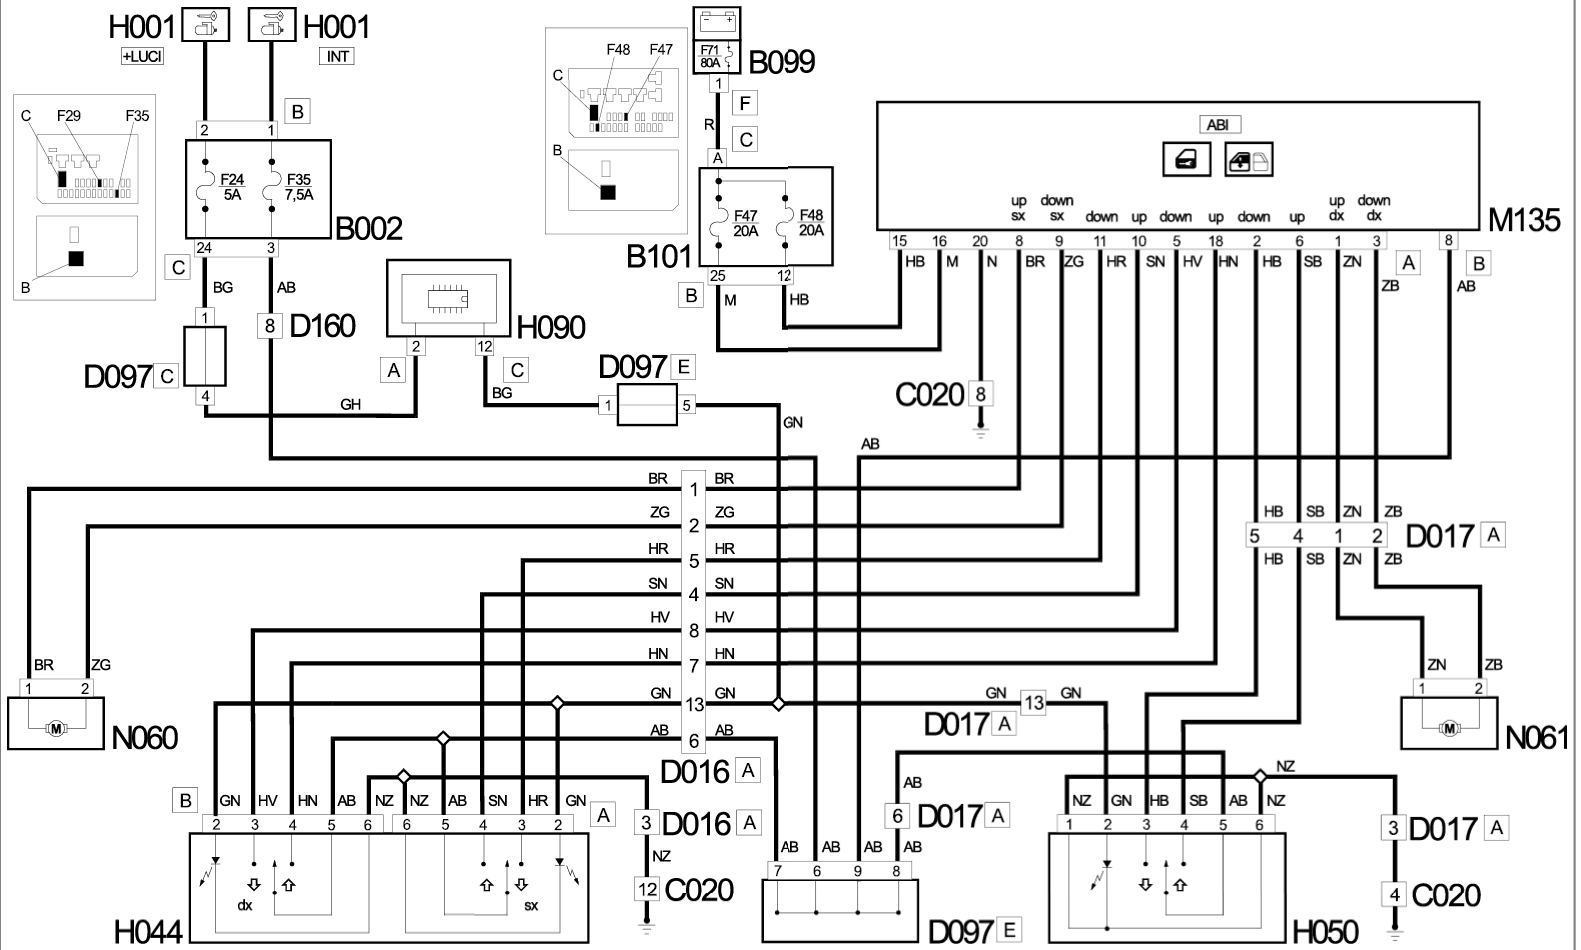 H001
H001
+LUCI
INT
B
C
F29
F35
B
2
1
F24
5A
F35
7,5A
B002
24
3
C
BG
AB
1
8
D160
D097
C
4
GH
H090
2
12
A
C
BG
D097
E
1
5
GN
F48
F47
C
B
- +
F71
80A
B099
1
F
R
C
A
F47
20A
F48
20A
B101
25
12
B
M
HB
ABI
up
sx
down
sx
down
up
down
up
down
up
up
dx
down
dx
M135
15
16
20
8
9
11
10
5
18
2
6
1
3
8
HB
M
N
BR
ZG
HR
SN
HV
HN
HB
SB
ZN
ZB
A
AB
B
C020
8
AB
BR
1
BR
ZG
2
ZG
HR
5
HR
SN
4
SN
HV
8
HV
HN
7
HN
GN
13
GN
AB
6
AB
D016
A
HB
SB
ZN
ZB
5
4
1
2
D017
A
HB
SB
ZN
ZB
BR
ZG
1
2
M
N060
ZN
ZB
1
2
M
N061
GN
13
GN
D017
A
B
GN
HV
HN
AB
NZ
NZ
AB
SN
HR
GN
A
2
3
4
5
6
6
5
4
3
2
dx
sx
H044
3
D016
A
NZ
12
C020
AB
6
D017
A
AB
AB
AB
AB
7
6
9
8
D097
E
NZ
NZ
GN
HB
SB
AB
NZ
1
2
3
4
5
6
H050
3
D017
A
4
C020